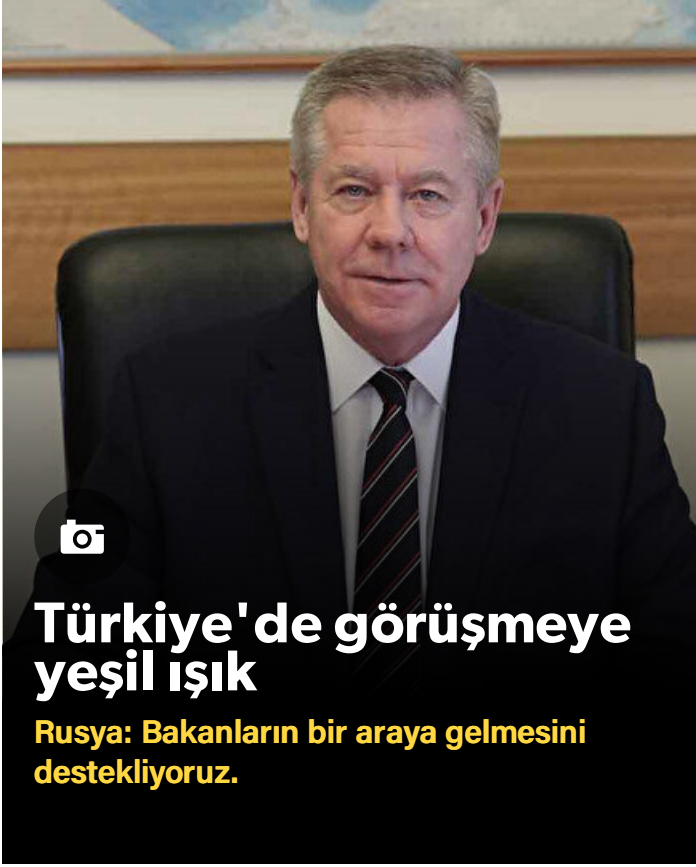 Türkiye'de görüşmeye
yeşil ışık
Rusya: Bakanların bir araya gelmesini
destekliyoruz.